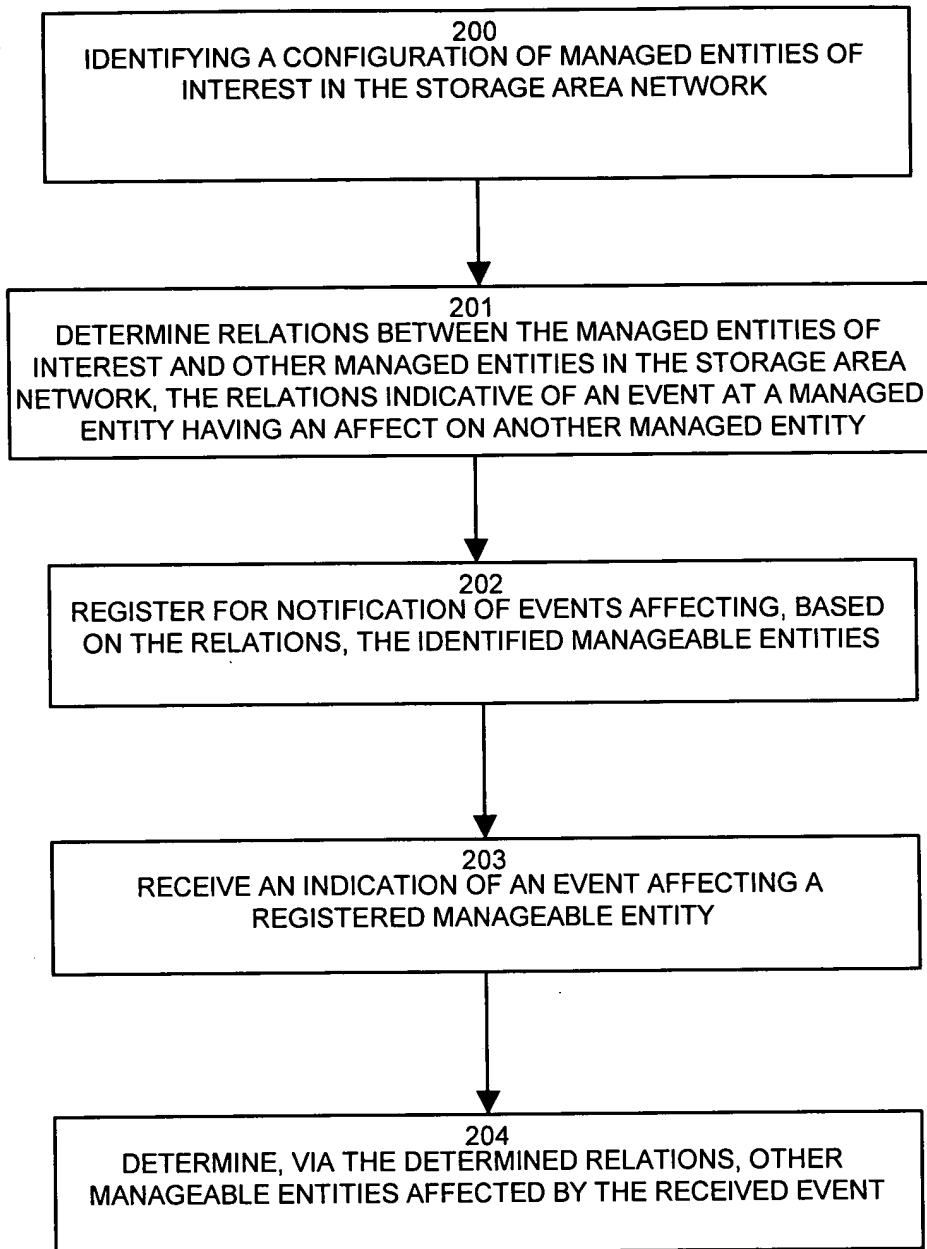 200
IDENTIFYING A CONFIGURATION OF MANAGED ENTITIES OF
INTEREST IN THE STORAGE AREA NETWORK
201
DETERMINE RELATIONS BETWEEN THE MANAGED ENTITIES OF
INTEREST AND OTHER MANAGED ENTITIES IN THE STORAGE AREA
NETWORK, THE RELATIONS INDICATIVE OF AN EVENT AT A MANAGED
ENTITY HAVING AN AFFECT ON ANOTHER MANAGED ENTITY
202
REGISTER FOR NOTIFICATION OF EVENTS AFFECTING, BASED
ON THE RELATIONS, THE IDENTIFIED MANAGEABLE ENTITIES
203
RECEIVE AN INDICATION OF AN EVENT AFFECTING A
REGISTERED MANAGEABLE ENTITY
204
DETERMINE, VIA THE DETERMINED RELATIONS, OTHER
MANAGEABLE ENTITIES AFFECTED BY THE RECEIVED EVENT